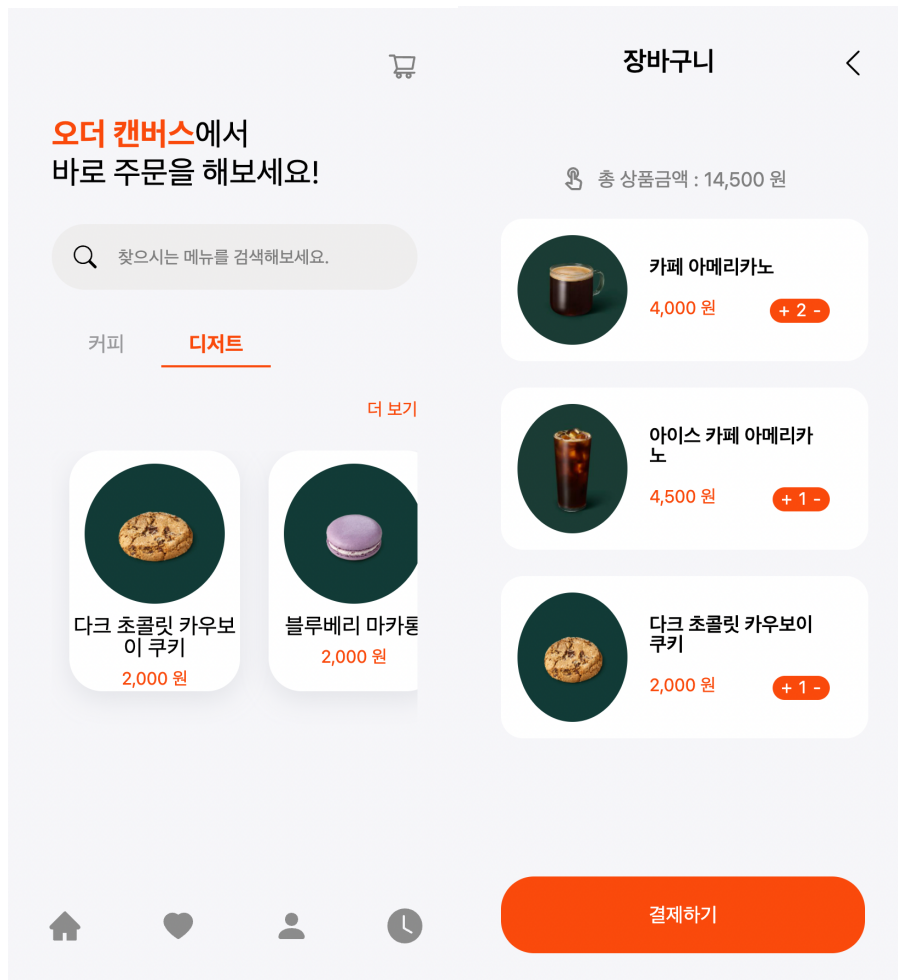 오더 캔버스에서
바로 주문을 해보세요!
찾으시는 메뉴를 검색해보세요.
커피
디저트
더 보기
다크 초콜릿 카우보
이 쿠키
2,000 원
블루베리 마카롱
2,000 원
장바구니
총 상품금액 : 14,500 원
카페 아메리카노
4,000 원
+ 2 -
아이스 카페 아메리카
노
4,500 원
+ 1 -
다크 초콜릿 카우보이
쿠키
2,000 원
+ 1 -
결제하기